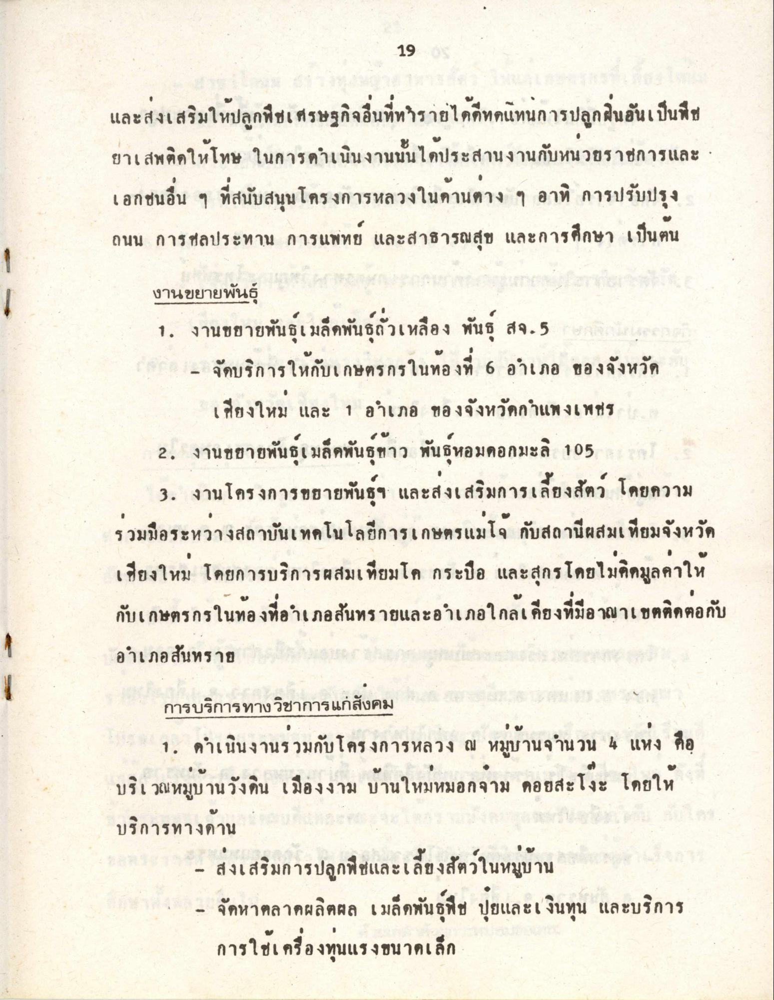 19
และส่งเสริมให้ปลูกพืชเศรษฐกิจอื่นที่ทำรายได้ดีทดแทนการปลูกฝิ่นอันเป็นพืช
ยาเสพติดให้โทษ ในการดำเนินงานนั้นได้ประสานงานกับหน่วยราชการและ
เอกชนอื่น ๆ ที่สนับสนุนโครงการหลวงในด้านต่าง ๆ อาทิ การปรับปรุง
ถนน การชลประทาน การแพทย์ และสาธารณสุข และการศึกษา เป็นต้น
งานขยายพันธุ์
1. งานขยายพันธุ์เมล็ดพันธุ์ถั่วเหลือง พันธุ์ สจ.5
- จัดบริการให้กับเกษตรกรในท้องที่ 6 อำเภอ ของจังหวัด
เชียงใหม่ และ 1 อำเภอ ของจังหวัดกำแพงเพชร
2. งานขยายพันธุ์เมล็ดพันธุ์ข้าว พันธุ์หอมดอกมะลิ 105
3. งานโครงการขยายพันธุ์ฯ และส่งเสริมการเลี้ยงสัตว์ โดยความ
ร่วมมือระหว่างสถาบันเทคโนโลยีการเกษตรแม่โจ้ กับสถานีผสมเทียมจังหวัด
เชียงใหม่ โดยการบริการผสมเทียมโค กระบือ และสุกรโดยไม่คิดมูลค่าให้
กับเกษตรกรในท้องที่อำเภอสันทรายและอำเภอใกล้เคียงที่มีอาณาเขตติดต่อกับ
อำเภอสันทราย
การบริการทางวิชาการแก่สังคม
1. ดำเนินงานร่วมกับโครงการหลวง ณ หมู่บ้านจำนวน 4 แห่ง คือ
บริเวณหมู่บ้านวังดิน เมืองงาม บ้านใหม่หมอกจ๋าม ดอยสะโง๊ะ โดยให้
บริการทางด้าน
- ส่งเสริมการปลูกพืชและเลี้ยงสัตว์ในหมู่บ้าน
- จัดหาตลาดผลิตผล เมล็ดพันธุ์พืช ปุ๋ยและเงินทุน และบริการ
การใช้เครื่องทุ่นแรงขนาดเล็ก